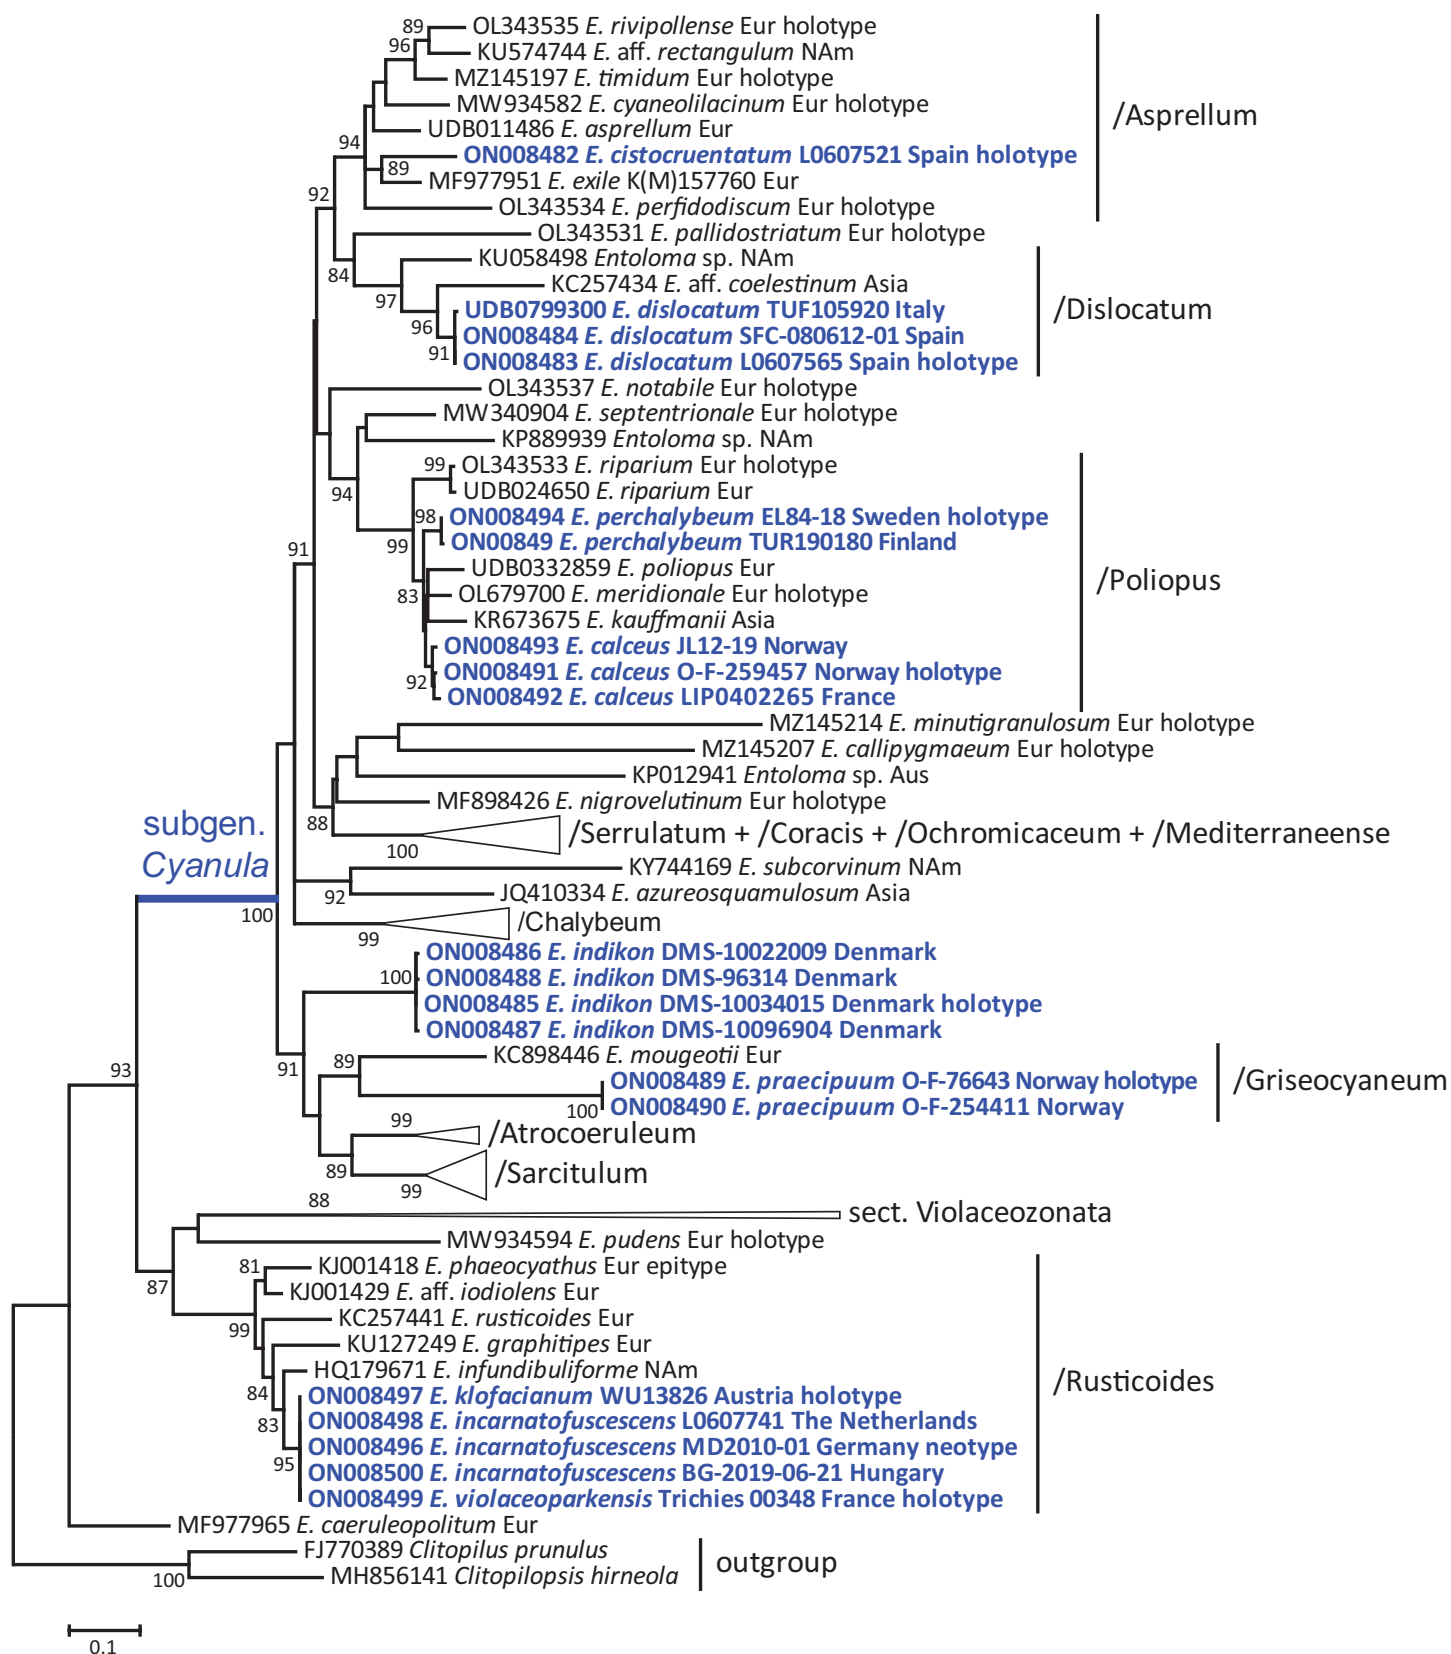 89 OL343535 E. rivipollense Eur holotype
96 KU574744 E. aff. rectangulum NAm
MZ145197 E. timidum Eur holotype
MW934582 E. cyaneolilacinum Eur holotype
/Asprellum
UDB011486 E. asprellum Eur
94
ON008482 E. cistocruentatum L0607521 Spain holotype
89
MF977951 E. exile K(M)157760 Eur
92
OL343534 E. perfidodiscum Eur holotype
OL343531 E. pallidostriatum Eur holotype
KU058498 Entoloma sp. NAm
84
KC257434 E. aff. coelestinum Asia
97
UDB0799300 E. dislocatum TUF105920 Italy
/Dislocatum
96
ON008484 E. dislocatum SFC-080612-01 Spain
91
ON008483 E. dislocatum L0607565 Spain holotype
OL343537 E. notabile Eur holotype
MW340904 E. septentrionale Eur holotype
KP889939 Entoloma sp. NAm
99 OL343533 E. riparium Eur holotype
94
UDB024650 E. riparium Eur
98 ON008494 E. perchalybeum EL84-18 Sweden holotype
99
ON00849 E. perchalybeum TUR190180 Finland
91
UDB0332859 E. poliopus Eur
/Poliopus
83
OL679700 E. meridionale Eur holotype
KR673675 E. kauffmanii Asia
ON008493 E. calceus JL12-19 Norway
ON008491 E. calceus O-F-259457 Norway holotype
92
ON008492 E. calceus LIP0402265 France
MZ145214 E. minutigranulosum Eur holotype
MZ145207 E. callipygmaeum Eur holotype
KP012941 Entoloma sp. Aus
MF898426 E. nigrovelutinum Eur holotype
88
/Serrulatum + /Coracis + /Ochromicaceum + /Mediterraneense
100
subgen.
Cyanula
KY744169 E. subcorvinum NAm
92
JQ410334 E. azureosquamulosum Asia
100
/Chalybeum
99
ON008486 E. indikon DMS-10022009 Denmark
100
ON008488 E. indikon DMS-96314 Denmark
ON008485 E. indikon DMS-10034015 Denmark holotype
ON008487 E. indikon DMS-10096904 Denmark
93
91
89 KC898446 E. mougeotii Eur
ON008489 E. praecipuum O-F-76643 Norway holotype
/Griseocyaneum
100
ON008490 E. praecipuum O-F-254411 Norway
99
/Atrocoeruleum
89
/Sarcitulum
99
88
sect. Violaceozonata
MW934594 E. pudens Eur holotype
87
81 KJ001418 E. phaeocyathus Eur epitype
KJ001429 E. aff. iodiolens Eur
99
KC257441 E. rusticoides Eur
KU127249 E. graphitipes Eur
HQ179671 E. infundibuliforme NAm
/Rusticoides
84
ON008497 E. klofacianum WU13826 Austria holotype
83
ON008498 E. incarnatofuscescens L0607741 The Netherlands
ON008496 E. incarnatofuscescens MD2010-01 Germany neotype
95
ON008500 E. incarnatofuscescens BG-2019-06-21 Hungary
ON008499 E. violaceoparkensis Trichies 00348 France holotype
MF977965 E. caeruleopolitum Eur
FJ770389 Clitopilus prunulus
outgroup
100
MH856141 Clitopilopsis hirneola
0.1